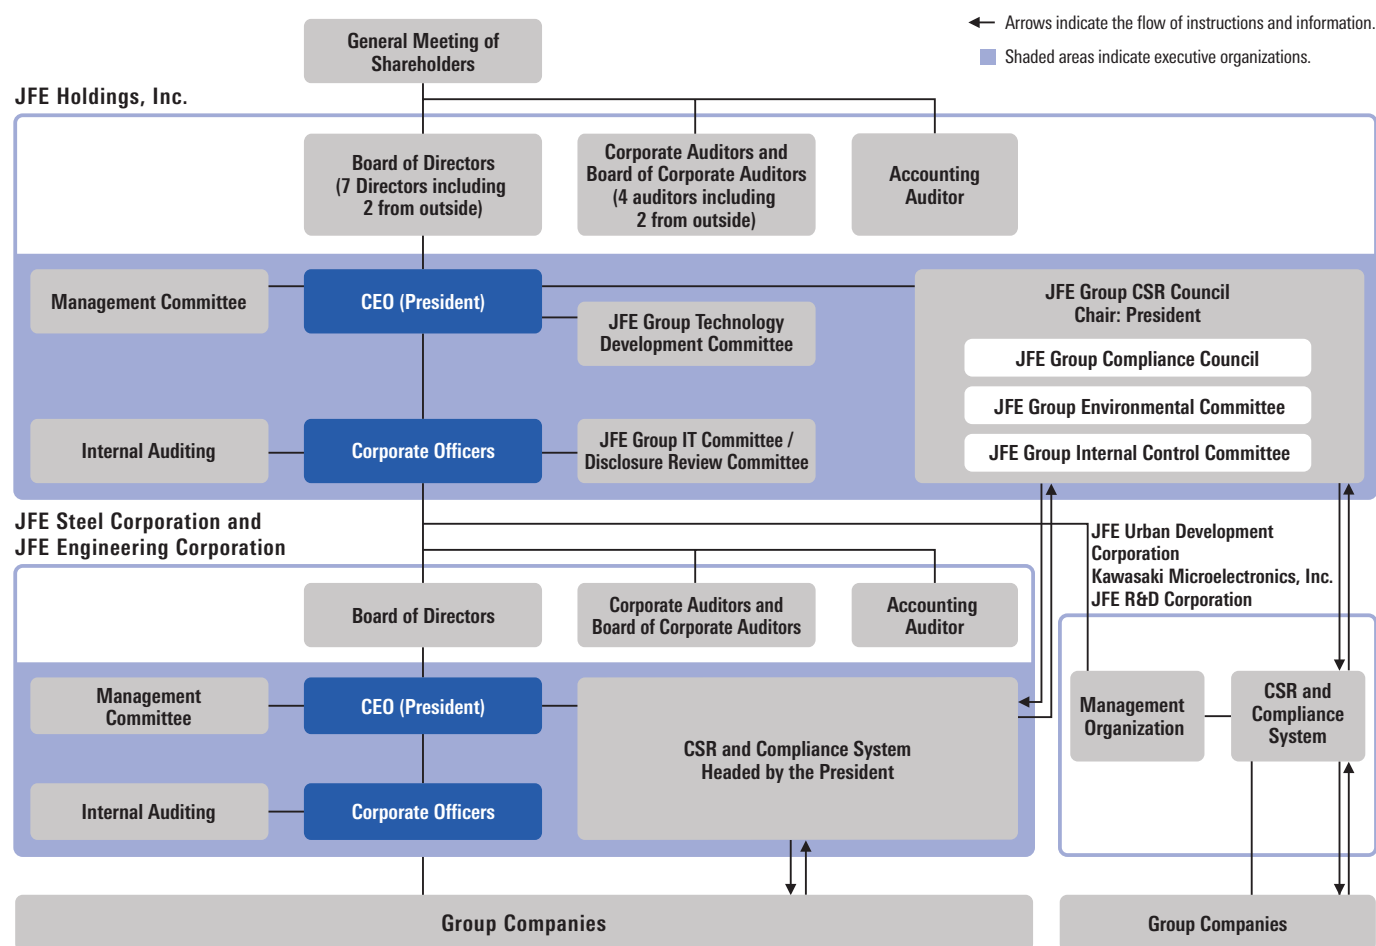 Arrows indicate the flow of instructions and information.
Shaded areas indicate executive organizations.
General Meeting of
Shareholders
JFE Holdings, Inc.
Board of Directors
(7 Directors including
2 from outside)
Corporate Auditors and
Board of Corporate Auditors
(4 auditors including
2 from outside)
Accounting
Auditor
Management Committee
CEO (President)
JFE Group Technology
Development Committee
JFE Group CSR Council
Chair: President
JFE Group Compliance Council
JFE Group Environmental Committee
JFE Group Internal Control Committee
Internal Auditing
Corporate Officers
JFE Group IT Committee /
Disclosure Review Committee
JFE Steel Corporation and
JFE Engineering Corporation
JFE Urban Development
Corporation
Kawasaki Microelectronics, Inc.
JFE R&D Corporation
Board of Directors
Corporate Auditors and
Board of Corporate Auditors
Accounting
Auditor
Management
Committee
CEO (President)
CSR and Compliance System
Headed by the President
Management
Organization
CSR and
Compliance
System
Internal Auditing
Corporate Officers
Group Companies
Group Companies